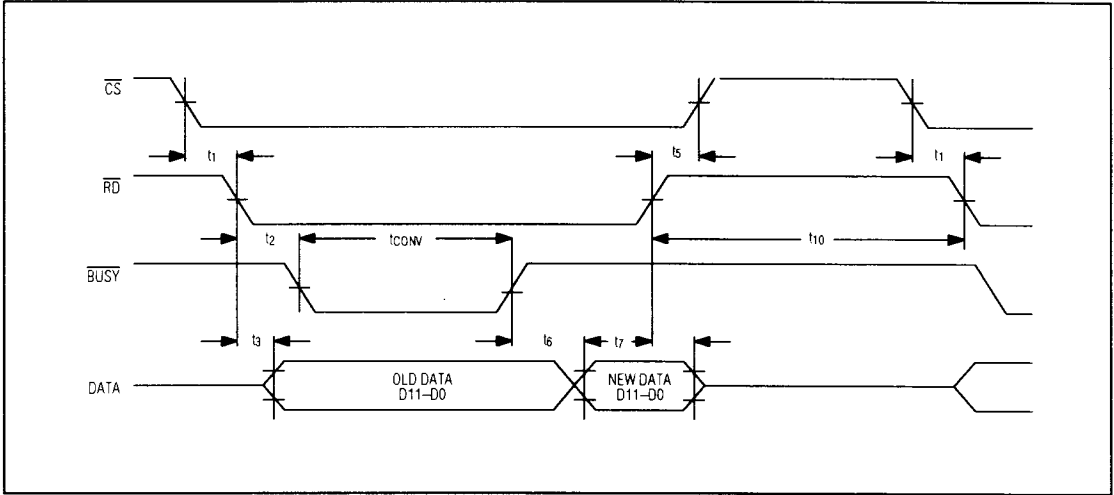 CS
t1
t5
t1
RD
t2
tCONV
t10
BUSY
t3
t6
t7
DATA
OLD DATA
D11–D0
NEW DATA
D11–D0